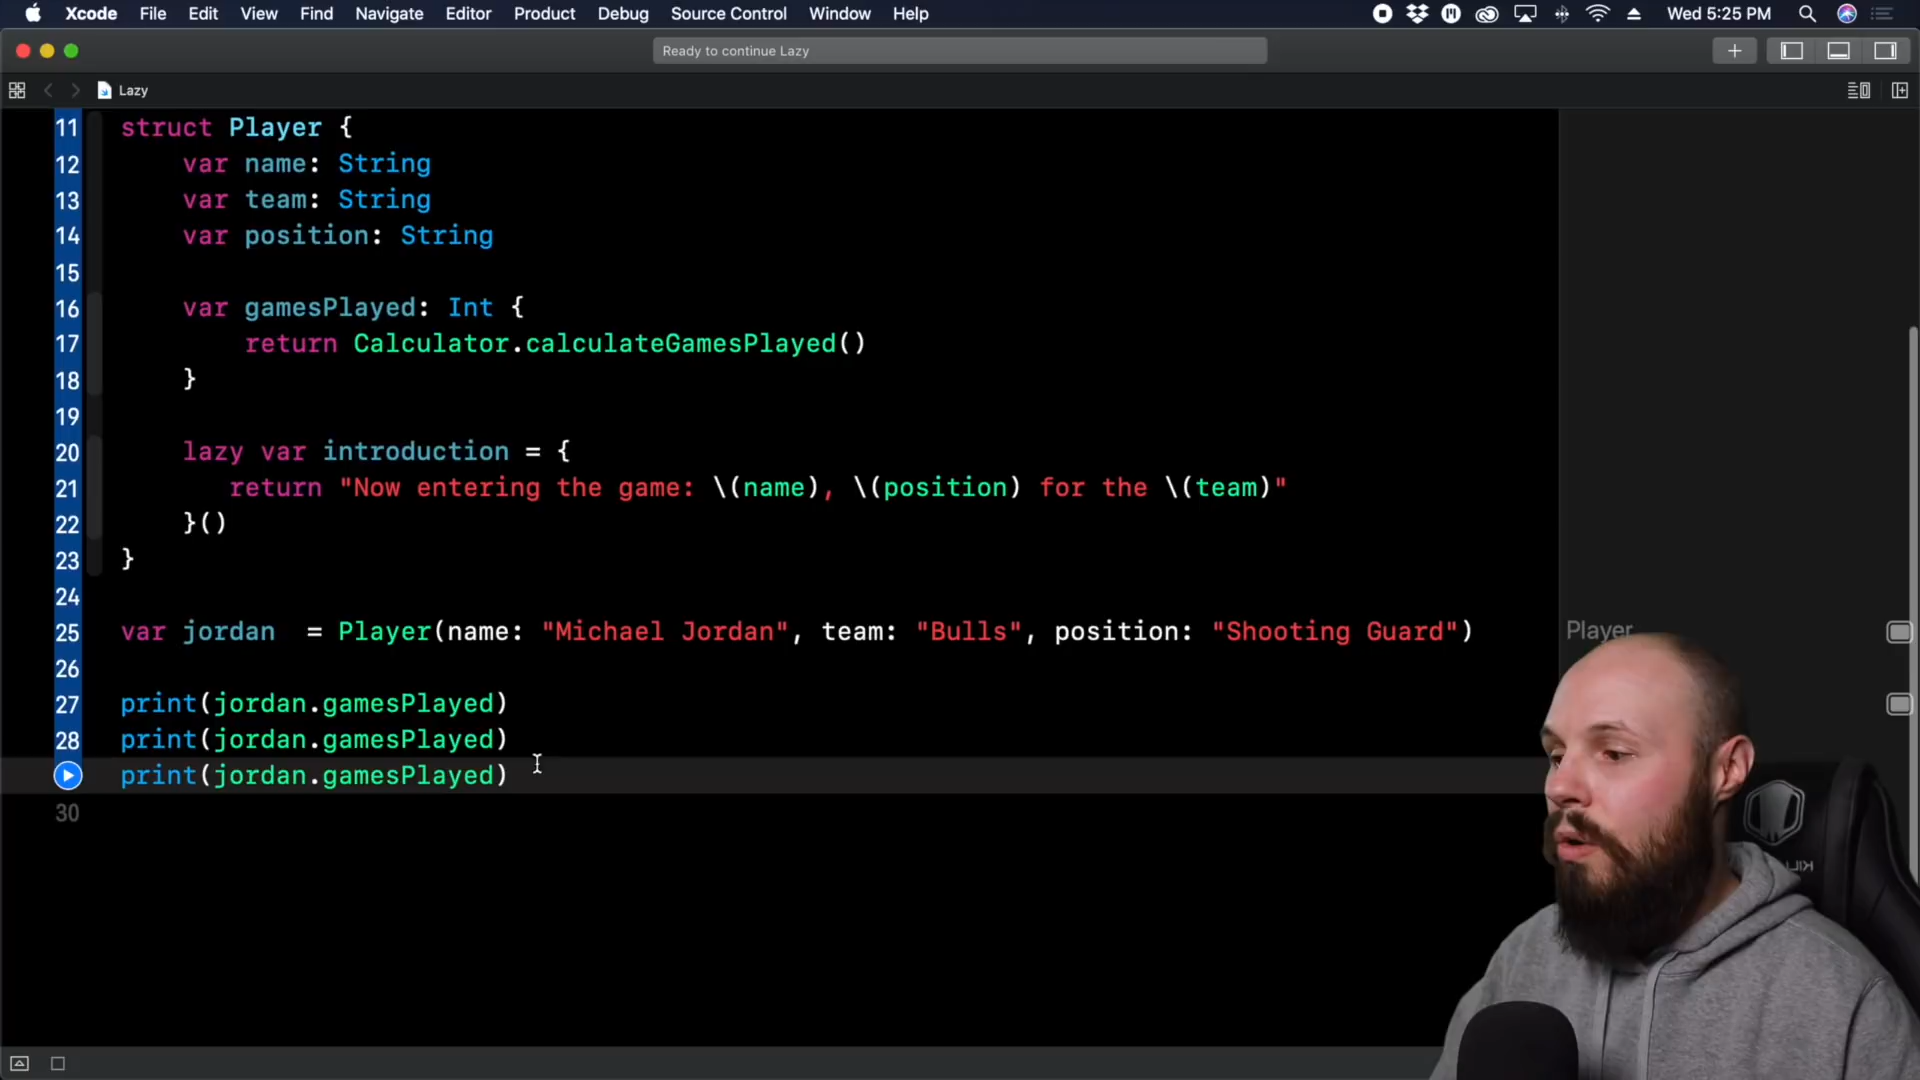 Xcode File Edit View Find Navigate Editor Product Debug Source Control Window Help Wed 5:25 PM
Ready to continue Lazy
Lazy
11 struct Player {
12 var name: String
13 var team: String
14 var position: String
15
16 var gamesPlayed: Int {
17 return Calculator.calculateGamesPlayed()
18 }
19
20 lazy var introduction = {
21 return "Now entering the game: \(name), \(position) for the \(team)"
22 }()
23 }
24
25 var jordan  = Player(name: "Michael Jordan", team: "Bulls", position: "Shooting Guard") Player
26
27 print(jordan.gamesPlayed)
28 print(jordan.gamesPlayed)
print(jordan.gamesPlayed)
30